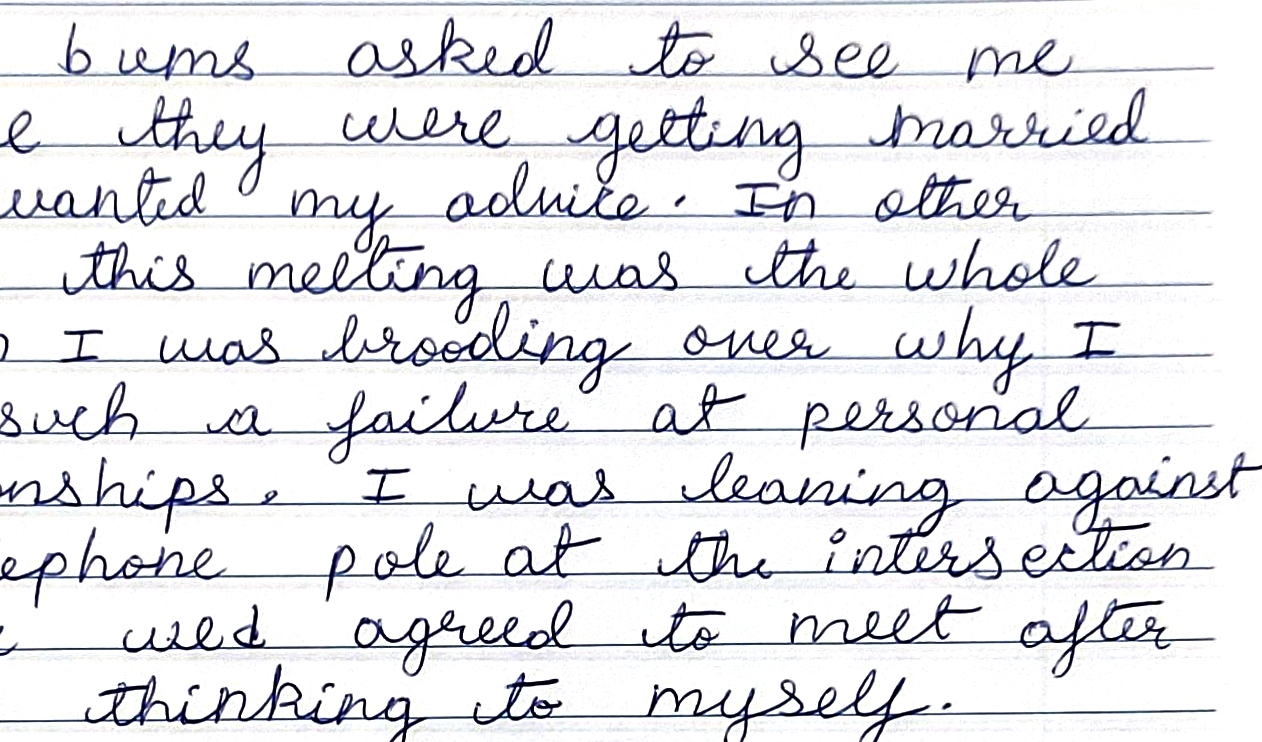 bums asked to see me
e they were getting married
wanted my advice. In other
this meeting was the whole
I was brooding over why I
such a failure at personal
onships. I was leaning against
ephone pole at the intersection
wed agreed to meet after
thinking to myself.